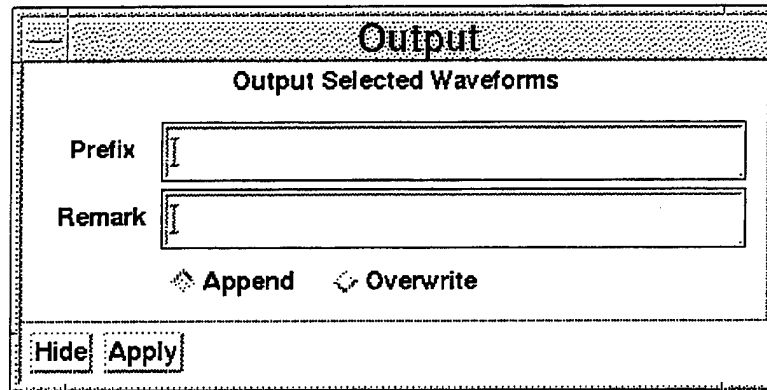 Output
Output Selected Waveforms
Prefix
Remark
Append Overwrite
Hide Apply